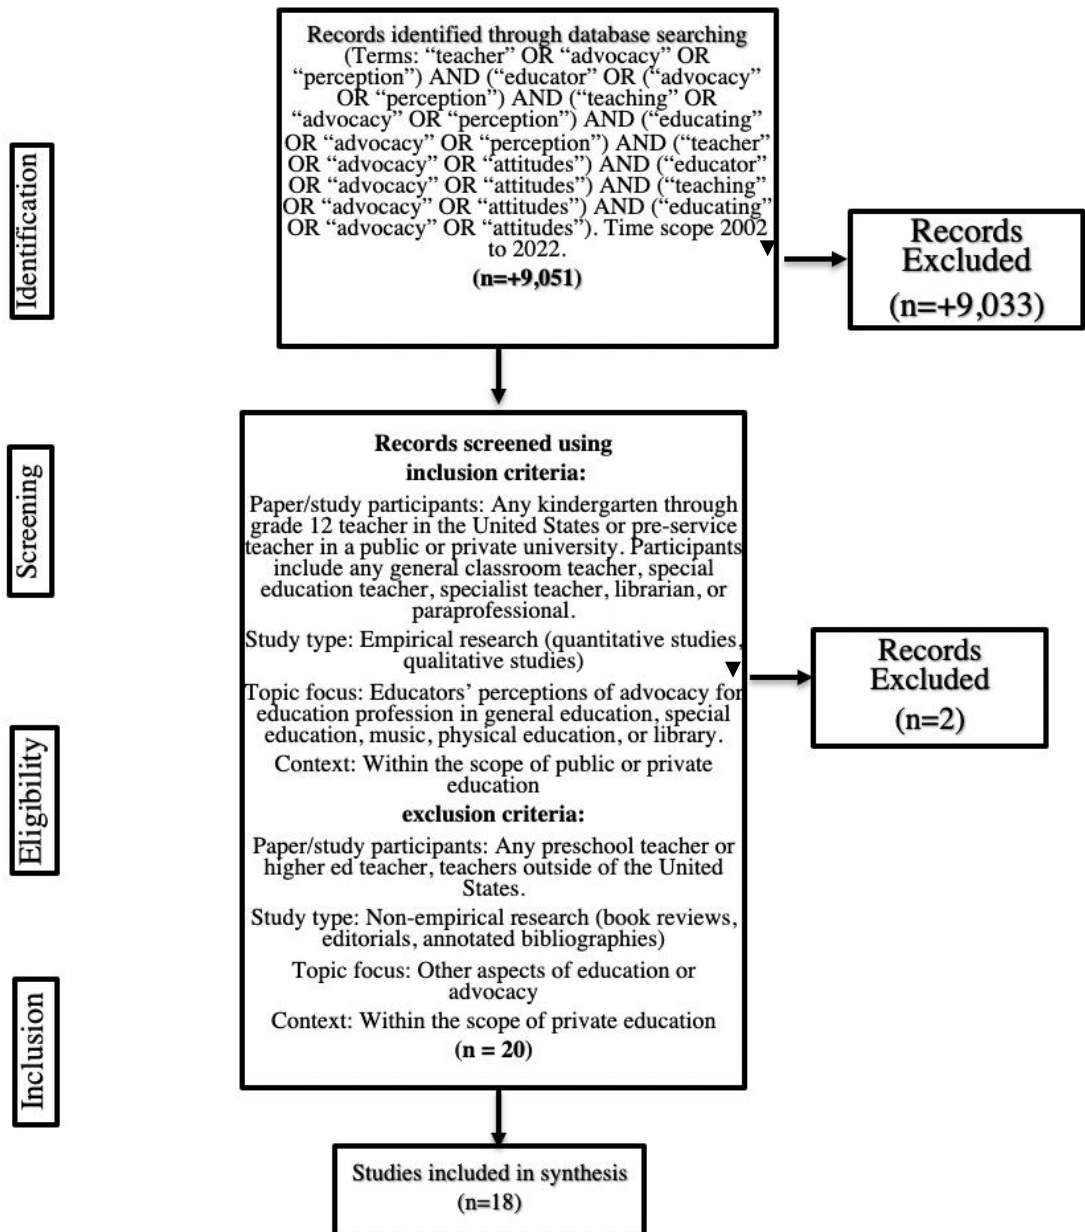 Records identified through database searching
(Terms: “teacher” OR “advocacy” OR
“perception”) AND (“educator” OR (“advocacy”
OR “perception”) AND (“teaching” OR
“advocacy” OR “perception”) AND (“educating”
OR “advocacy” OR “perception”) AND (“teacher”
OR “advocacy” OR “attitudes”) AND (“educator”
OR “advocacy” OR “attitudes”) AND (“teaching”
OR “advocacy” OR “attitudes”) AND (“educating”
OR “advocacy” OR “attitudes”). Time scope 2002
to 2022.
(n=+9,051)
Identification
Records
Excluded
(n=+9,033)
Screening
Records screened using
inclusion criteria:
Paper/study participants: Any kindergarten through
grade 12 teacher in the United States or pre-service
teacher in a public or private university. Participants
include any general classroom teacher, special
education teacher, specialist teacher, librarian, or
paraprofessional.
Study type: Empirical research (quantitative studies,
qualitative studies)
Topic focus: Educators’ perceptions of advocacy for
education profession in general education, special
education, music, physical education, or library.
Context: Within the scope of public or private
education
exclusion criteria:
Paper/study participants: Any preschool teacher or
higher ed teacher, teachers outside of the United
States.
Study type: Non-empirical research (book reviews,
editorials, annotated bibliographies)
Topic focus: Other aspects of education or
advocacy
Context: Within the scope of private education
(n = 20)
Records
Excluded
(n=2)
Eligibility
Inclusion
Studies included in synthesis
(n=18)